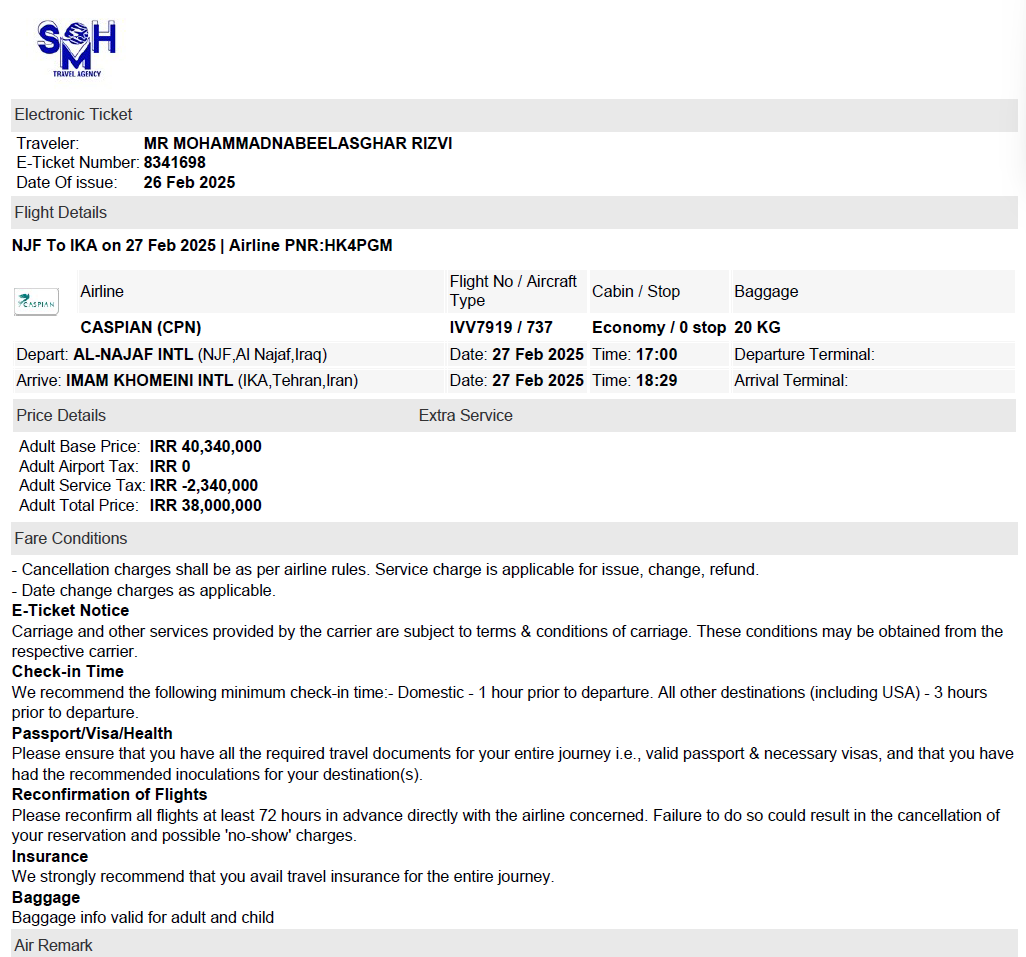 SMH
TRAVEL AGENCY
Electronic Ticket
Traveler: MR MOHAMMADNABEELASGHAR RIZVI
E-Ticket Number: 8341698
Date Of issue: 26 Feb 2025
Flight Details
NJF To IKA on 27 Feb 2025 | Airline PNR:HK4PGM
CASPIAN
Airline Flight No / Aircraft Type Cabin / Stop Baggage
CASPIAN (CPN) IVV7919 / 737 Economy / 0 stop 20 KG
Depart: AL-NAJAF INTL (NJF,Al Najaf,Iraq) Date: 27 Feb 2025 Time: 17:00 Departure Terminal:
Arrive: IMAM KHOMEINI INTL (IKA,Tehran,Iran) Date: 27 Feb 2025 Time: 18:29 Arrival Terminal:
Price Details Extra Service
Adult Base Price: IRR 40,340,000
Adult Airport Tax: IRR 0
Adult Service Tax: IRR -2,340,000
Adult Total Price: IRR 38,000,000
Fare Conditions
- Cancellation charges shall be as per airline rules. Service charge is applicable for issue, change, refund.
- Date change charges as applicable.
E-Ticket Notice
Carriage and other services provided by the carrier are subject to terms & conditions of carriage. These conditions may be obtained from the
respective carrier.
Check-in Time
We recommend the following minimum check-in time:- Domestic - 1 hour prior to departure. All other destinations (including USA) - 3 hours
prior to departure.
Passport/Visa/Health
Please ensure that you have all the required travel documents for your entire journey i.e., valid passport & necessary visas, and that you have
had the recommended inoculations for your destination(s).
Reconfirmation of Flights
Please reconfirm all flights at least 72 hours in advance directly with the airline concerned. Failure to do so could result in the cancellation of
your reservation and possible 'no-show' charges.
Insurance
We strongly recommend that you avail travel insurance for the entire journey.
Baggage
Baggage info valid for adult and child
Air Remark